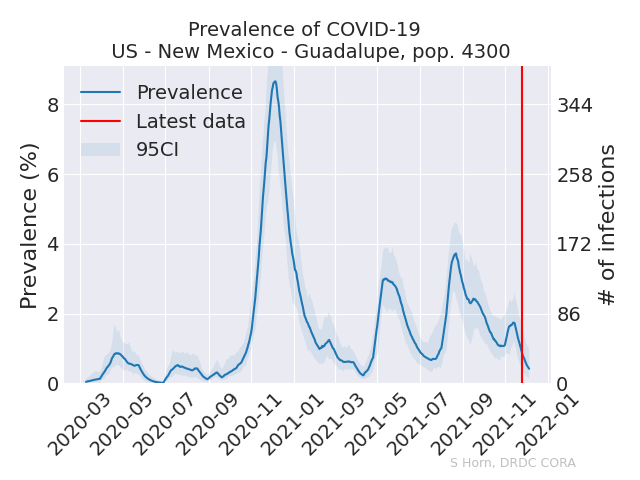 Prevalence of COVID-19
US - New Mexico - Guadalupe, pop. 4300
Prevalence
Latest data
95CI
Prevalence (%)
8
6
4
2
0
344
258
172
86
0
# of infections
2020-03
2020-05
2020-07
2020-09
2020-11
2021-01
2021-03
2021-05
2021-07
2021-09
2021-11
2022-01
S Horn, DRDC CORA